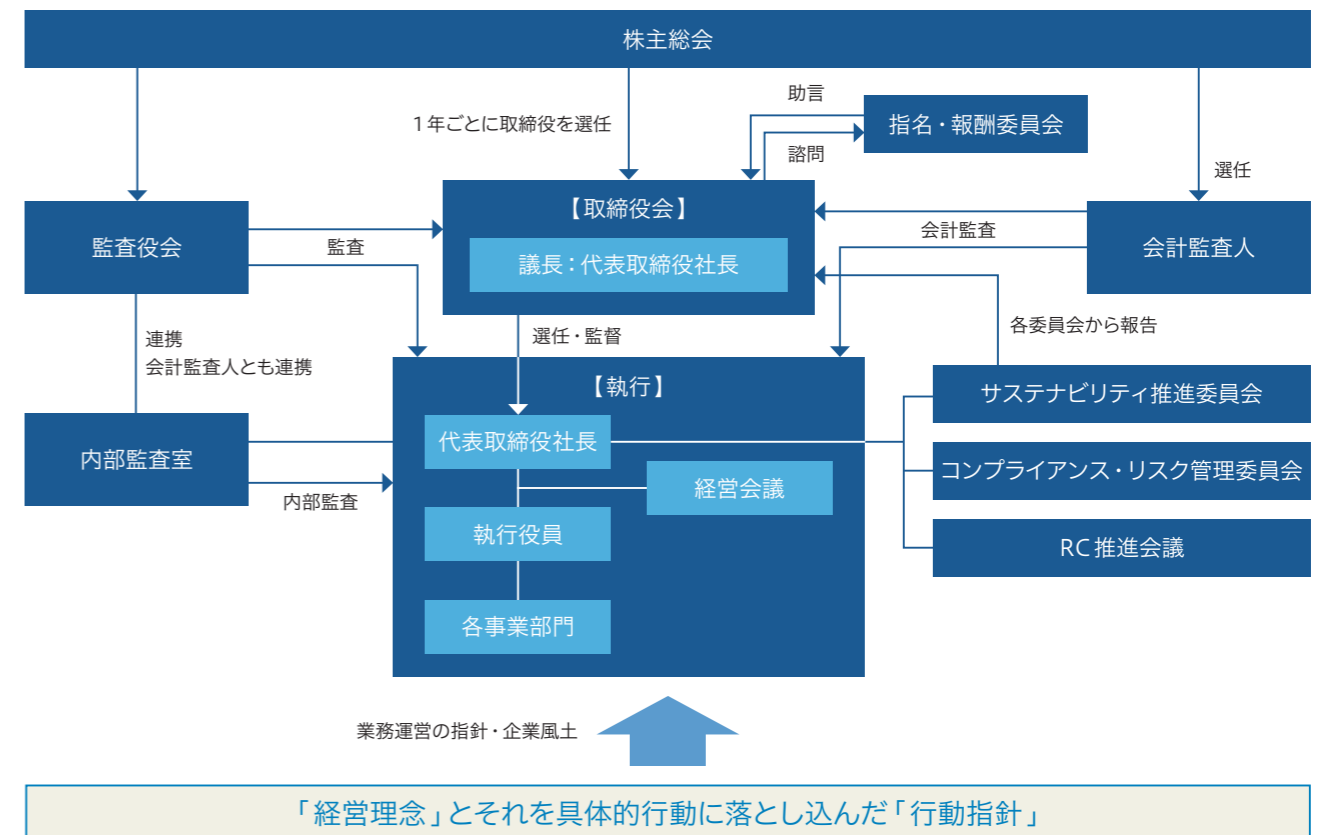 株主総会
助言
1年ごとに取締役を選任
指名・報酬委員会
諮問
選任
【取締役会】
監査役会
監査
議長：代表取締役社長
会計監査
会計監査人
連携
会計監査人とも連携
選任・監督
各委員会から報告
【執行】
サステナビリティ推進委員会
代表取締役社長
内部監査室
コンプライアンス・リスク管理委員会
経営会議
内部監査
執行役員
RC推進会議
各事業部門
業務運営の指針・企業風土
「経営理念」とそれを具体的行動に落とし込んだ「行動指針」